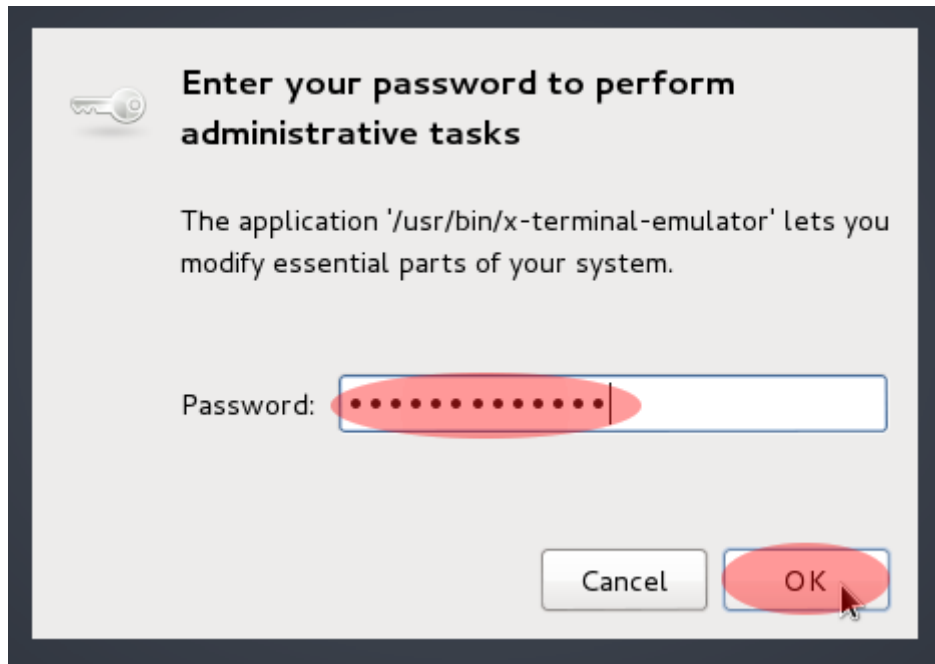 Enter your password to perform
administrative tasks
The application '/usr/bin/x-terminal-emulator' lets you
modify essential parts of your system.
Password: •••••••••••••
Cancel OK